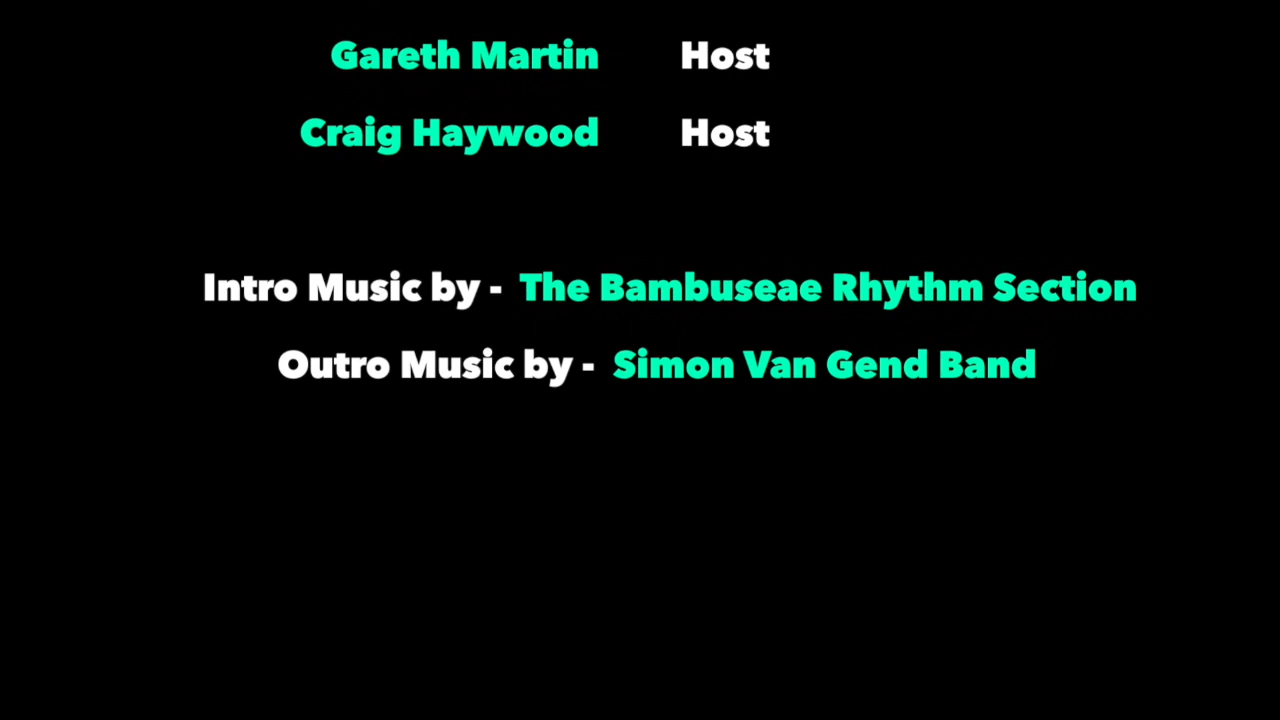 Gareth Martin Host
Craig Haywood Host
Intro Music by - The Bambuseae Rhythm Section
Outro Music by - Simon Van Gend Band